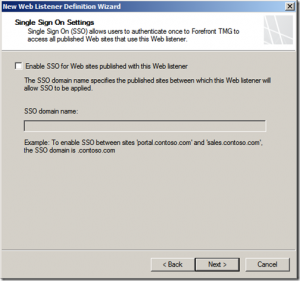 New Web Listener Definition Wizard
Single Sign On Settings
Single Sign On (SSO) allows users to authenticate once to Forefront TMG to
access all published Web sites that use this Web listener.
Enable SSO for Web sites published with this Web listener
The SSO domain name specifies the published sites between which this Web listener will
allow SSO to be applied.
SSO domain name:
Example: To enable SSO between sites 'portal.contoso.com' and 'sales.contoso.com',
the SSO domain is .contoso.com
< Back
Next >
Cancel